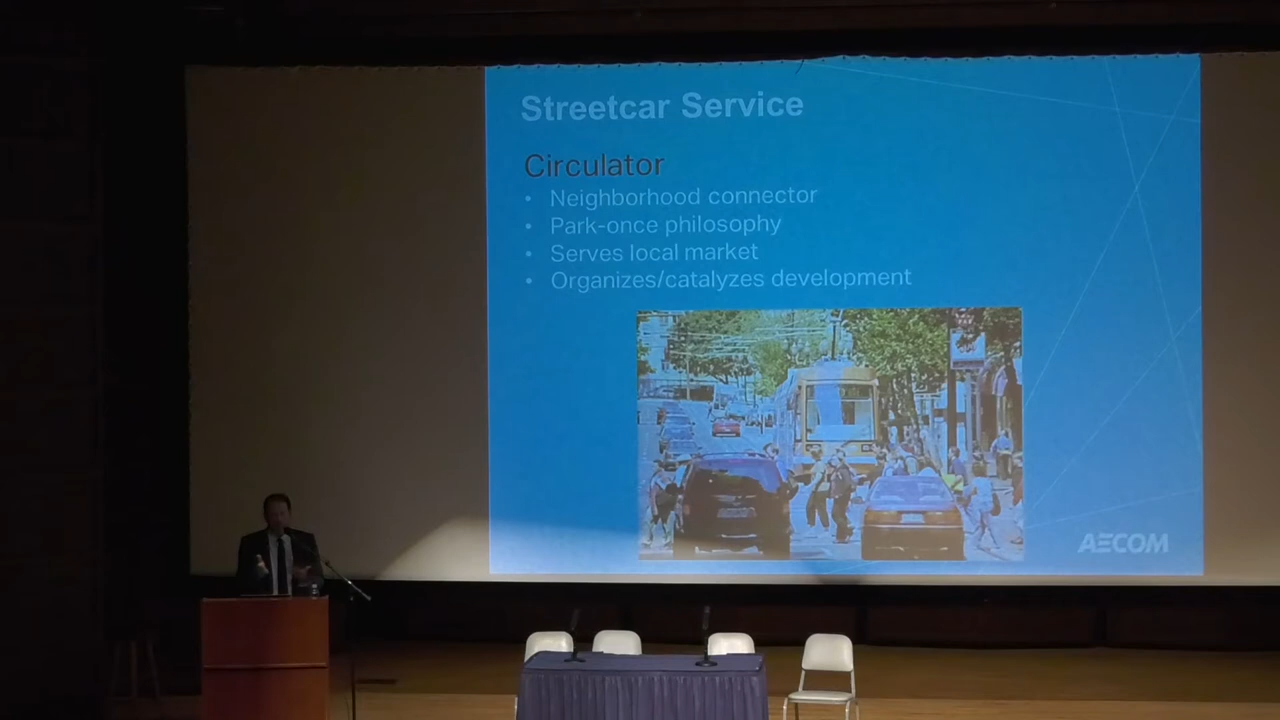 Streetcar Service
Circulator
• Neighborhood connector
• Park-once philosophy
• Serves local market
• Organizes/catalyzes development
AECOM